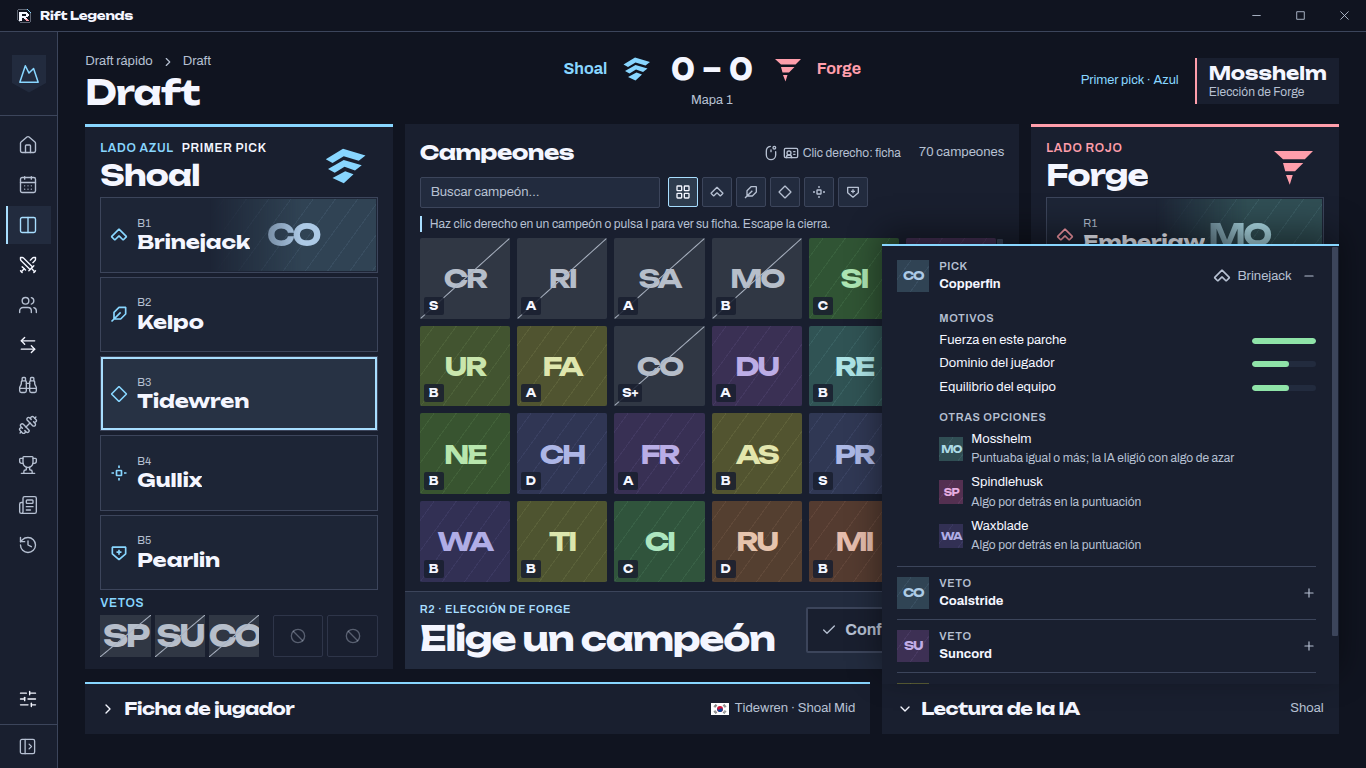 Rift Legends
Draft rápido > Draft
Draft
Shoal 0 – 0 Forge
Mapa 1
Primer pick · Azul
Mosshelm
Elección de Forge
LADO AZUL PRIMER PICK
Shoal
B1
Brinejack
CO
B2
Kelpo
B3
Tidewren
B4
Gullix
B5
Pearlin
VETOS
SP SU CO
Campeones
Clic derecho: ficha
70 campeones
Buscar campeón...
Haz clic derecho en un campeón o pulsa I para ver su ficha. Escape la cierra.
CR RI SA MO SI
S A A B C
UR FA CO DU RE
B A S+ A B
NE CH FR AS PR
B D A B S
WA TI CI RU MI
B B C D B
R2 · ELECCIÓN DE FORGE
Elige un campeón
Conf
LADO ROJO
Forge
R1
Emberjaw
MO
CO
PICK
Copperfin
Brinejack
MOTIVOS
Fuerza en este parche
Dominio del jugador
Equilibrio del equipo
OTRAS OPCIONES
MO
Mossehelm
Puntuaba igual o más; la IA eligió con algo de azar
SP
Spindlehusk
Algo por detrás en la puntuación
WA
Waxblade
Algo por detrás en la puntuación
CO
VETO
Coalstride
SU
VETO
Suncord
Ficha de jugador
Tidewren · Shoal Mid
Lectura de la IA
Shoal